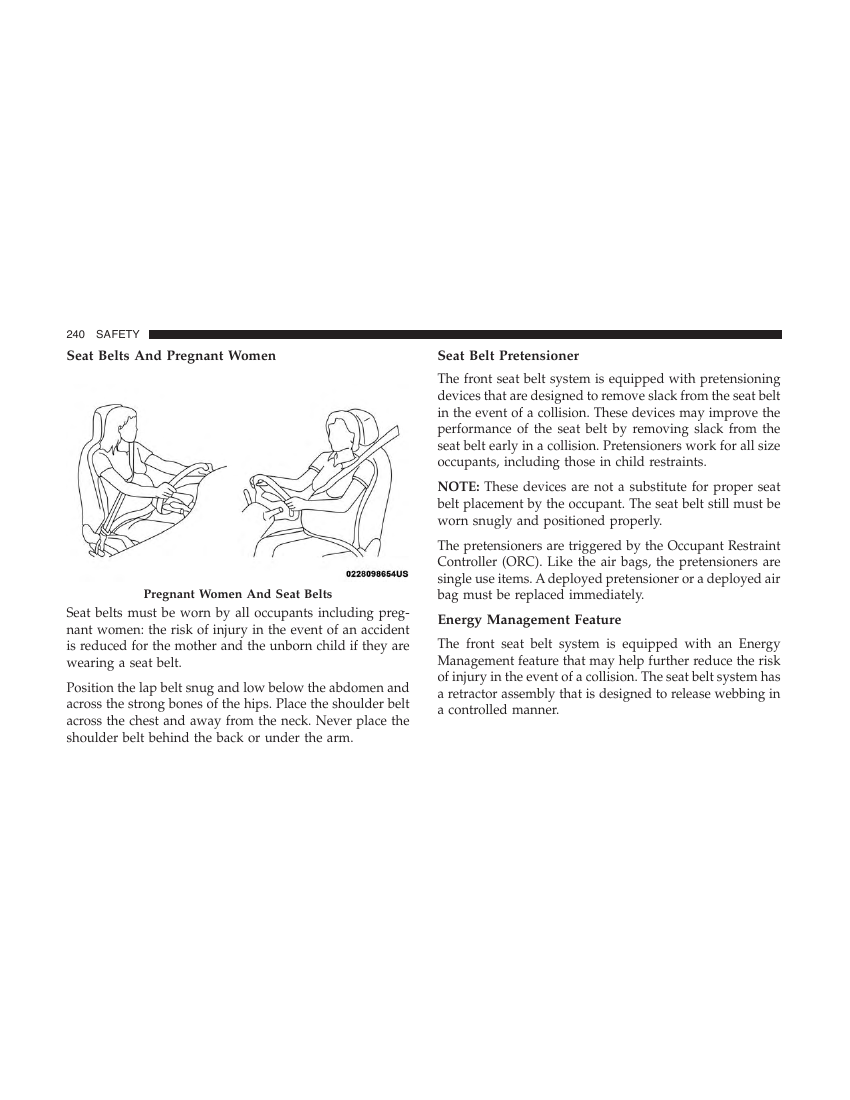 240 SAFETY
Seat Belts And Pregnant Women
0228098654US
Pregnant Women And Seat Belts
Seat belts must be worn by all occupants including preg-
nant women: the risk of injury in the event of an accident
is reduced for the mother and the unborn child if they are
wearing a seat belt.
Position the lap belt snug and low below the abdomen and
across the strong bones of the hips. Place the shoulder belt
across the chest and away from the neck. Never place the
shoulder belt behind the back or under the arm.
Seat Belt Pretensioner
The front seat belt system is equipped with pretensioning
devices that are designed to remove slack from the seat belt
in the event of a collision. These devices may improve the
performance of the seat belt by removing slack from the
seat belt early in a collision. Pretensioners work for all size
occupants, including those in child restraints.
NOTE: These devices are not a substitute for proper seat
belt placement by the occupant. The seat belt still must be
worn snugly and positioned properly.
The pretensioners are triggered by the Occupant Restraint
Controller (ORC). Like the air bags, the pretensioners are
single use items. A deployed pretensioner or a deployed air
bag must be replaced immediately.
Energy Management Feature
The front seat belt system is equipped with an Energy
Management feature that may help further reduce the risk
of injury in the event of a collision. The seat belt system has
a retractor assembly that is designed to release webbing in
a controlled manner.